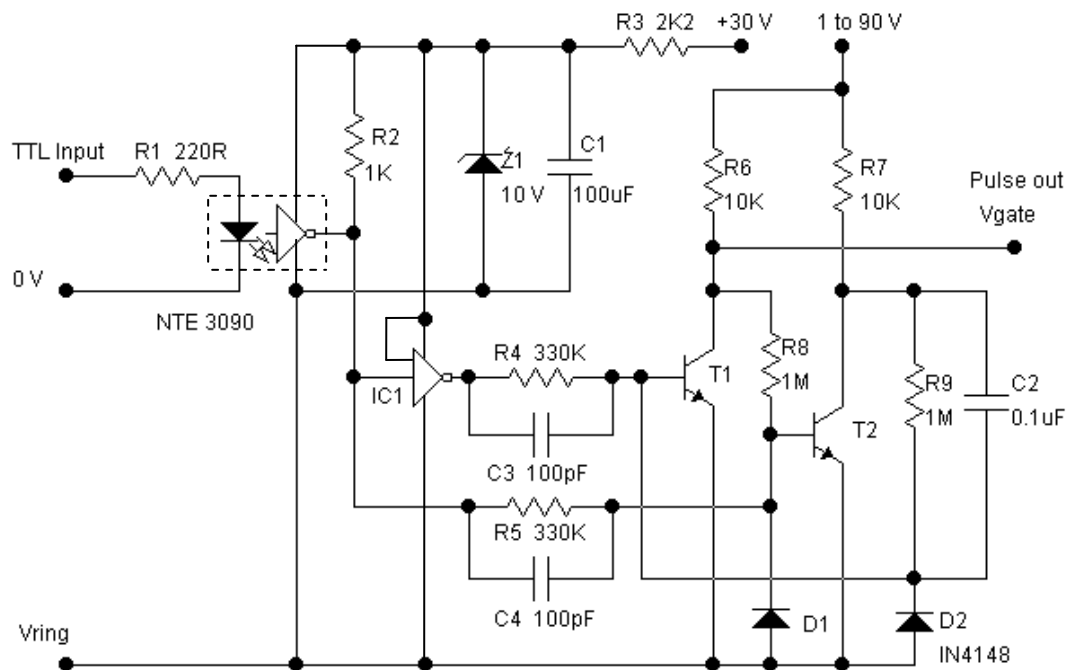 R3 2K2
+30 V
1 to 90 V
TTL Input
R1 220R
R2
1K
Z1
10 V
C1
100uF
R6
10K
R7
10K
Pulse out
Vgate
0 V
NTE 3090
IC1
R4 330K
C3 100pF
T1
R8
1M
T2
R9
1M
C2
0.1uF
R5 330K
C4 100pF
Vring
D1
D2
IN4148